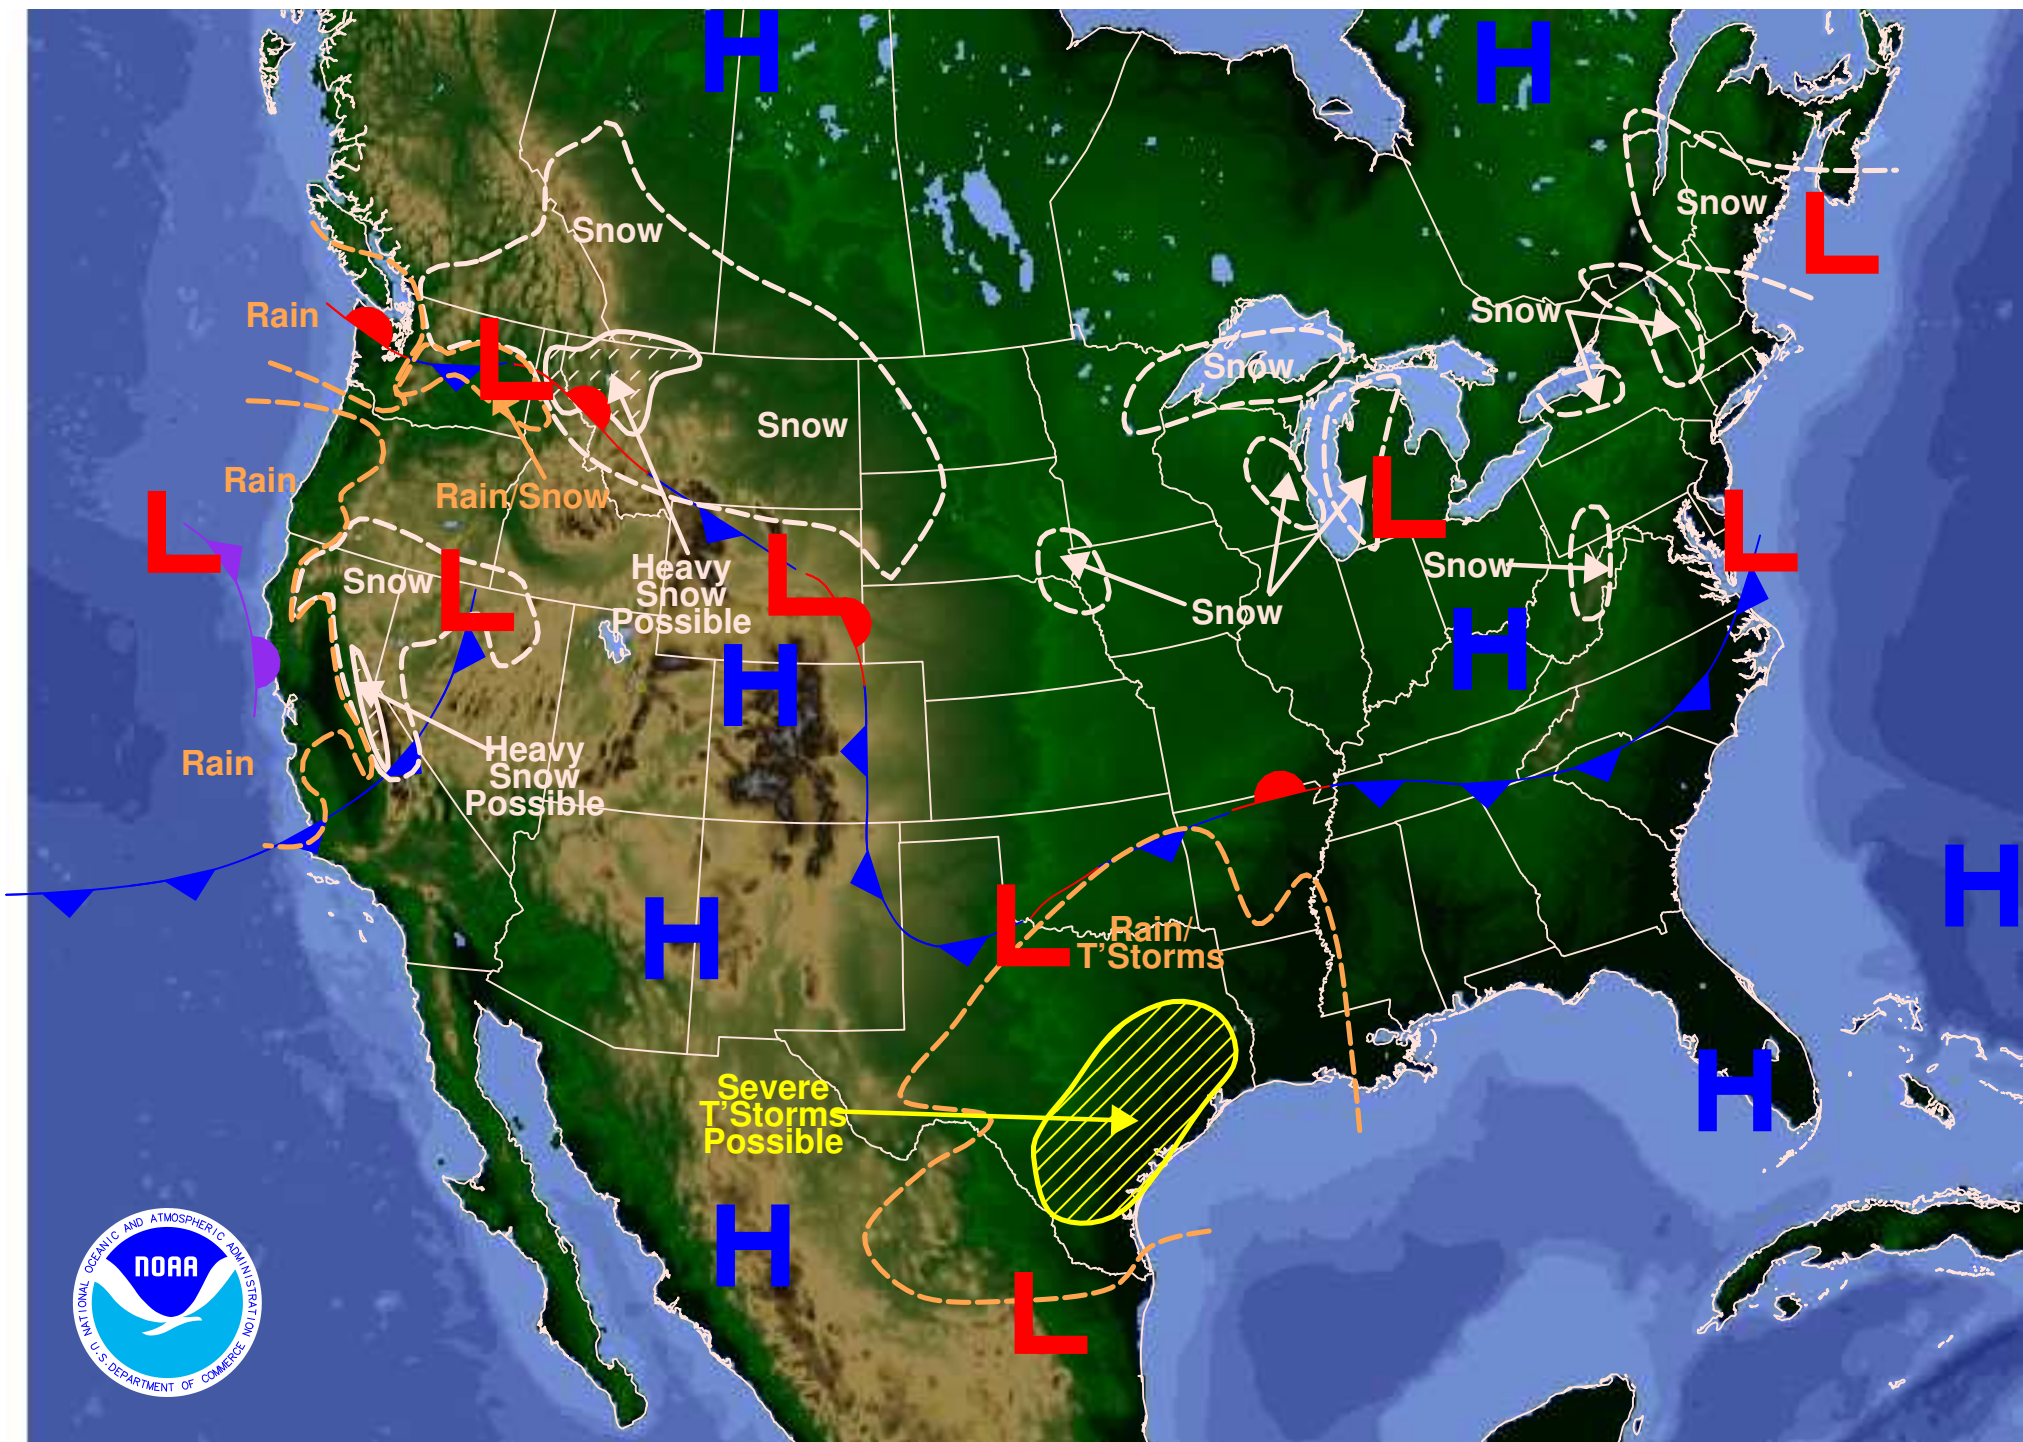 H
H
Snow
Snow
L
Rain
L
Snow
Snow
Snow
Rain
Rain/Snow
L
L
L
L
Snow
L
L
Snow
Heavy
Snow
Possible
Snow
H
H
Rain
Heavy
Snow
Possible
H
H
L
Rain/
T'Storms
Severe
T'Storms
Possible
H
H
L
NATIONAL OCEANIC AND ATMOSPHERIC ADMINISTRATION
NOAA
U.S. DEPARTMENT OF COMMERCE